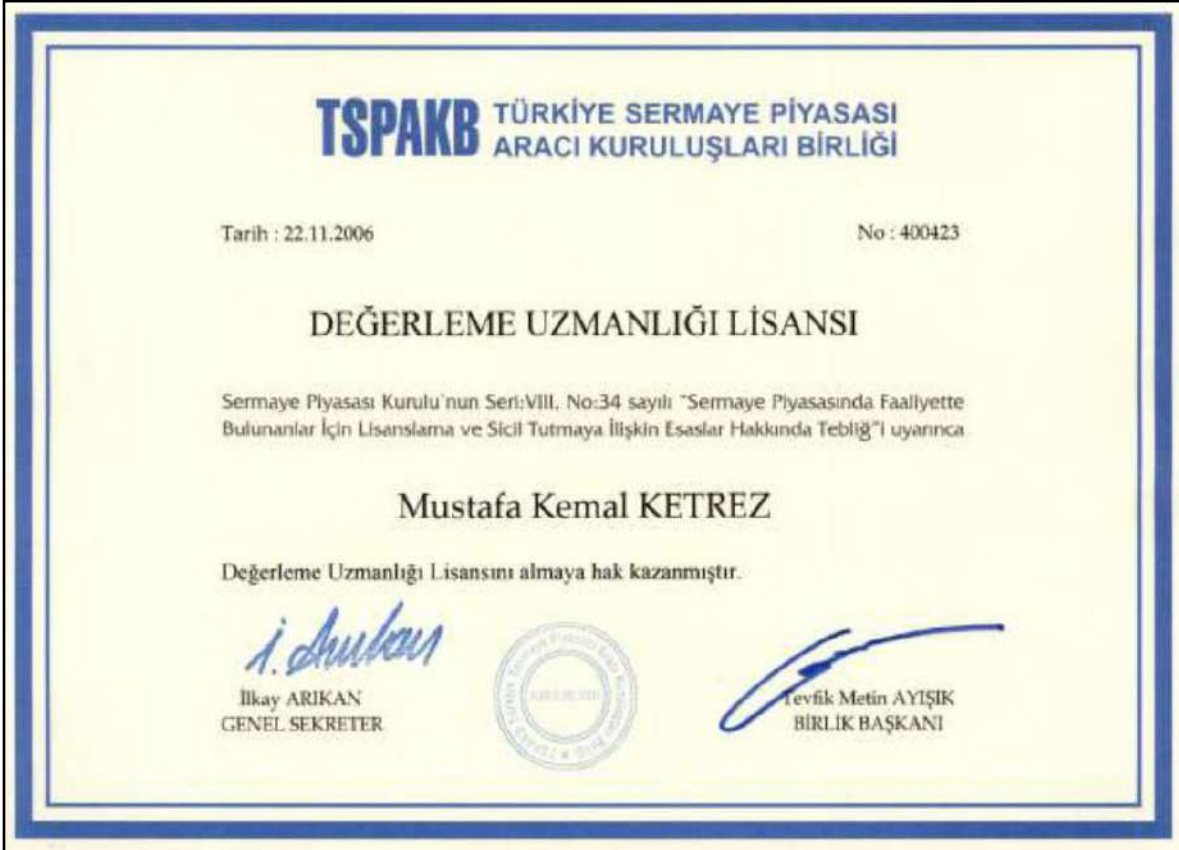 TSPAKB TÜRKİYE SERMAYE PİYASASI
ARACI KURULUŞLARI BİRLİĞİ
Tarih : 22.11.2006 No : 400423
DEĞERLEME UZMANLIĞI LİSANSI
Sermaye Piyasası Kurulu'nun Seri:VIII, No:34 sayılı "Sermaye Piyasasında Faaliyette
Bulunanlar İçin Lisanslama ve Sicil Tutmaya İlişkin Esaslar Hakkında Tebliğ"i uyarınca
Mustafa Kemal KETREZ
Değerleme Uzmanlığı Lisansını almaya hak kazanmıştır.
İlkay ARIKAN
GENEL SEKRETER
Tevfik Metin AYIŞIK
BİRLİK BAŞKANI